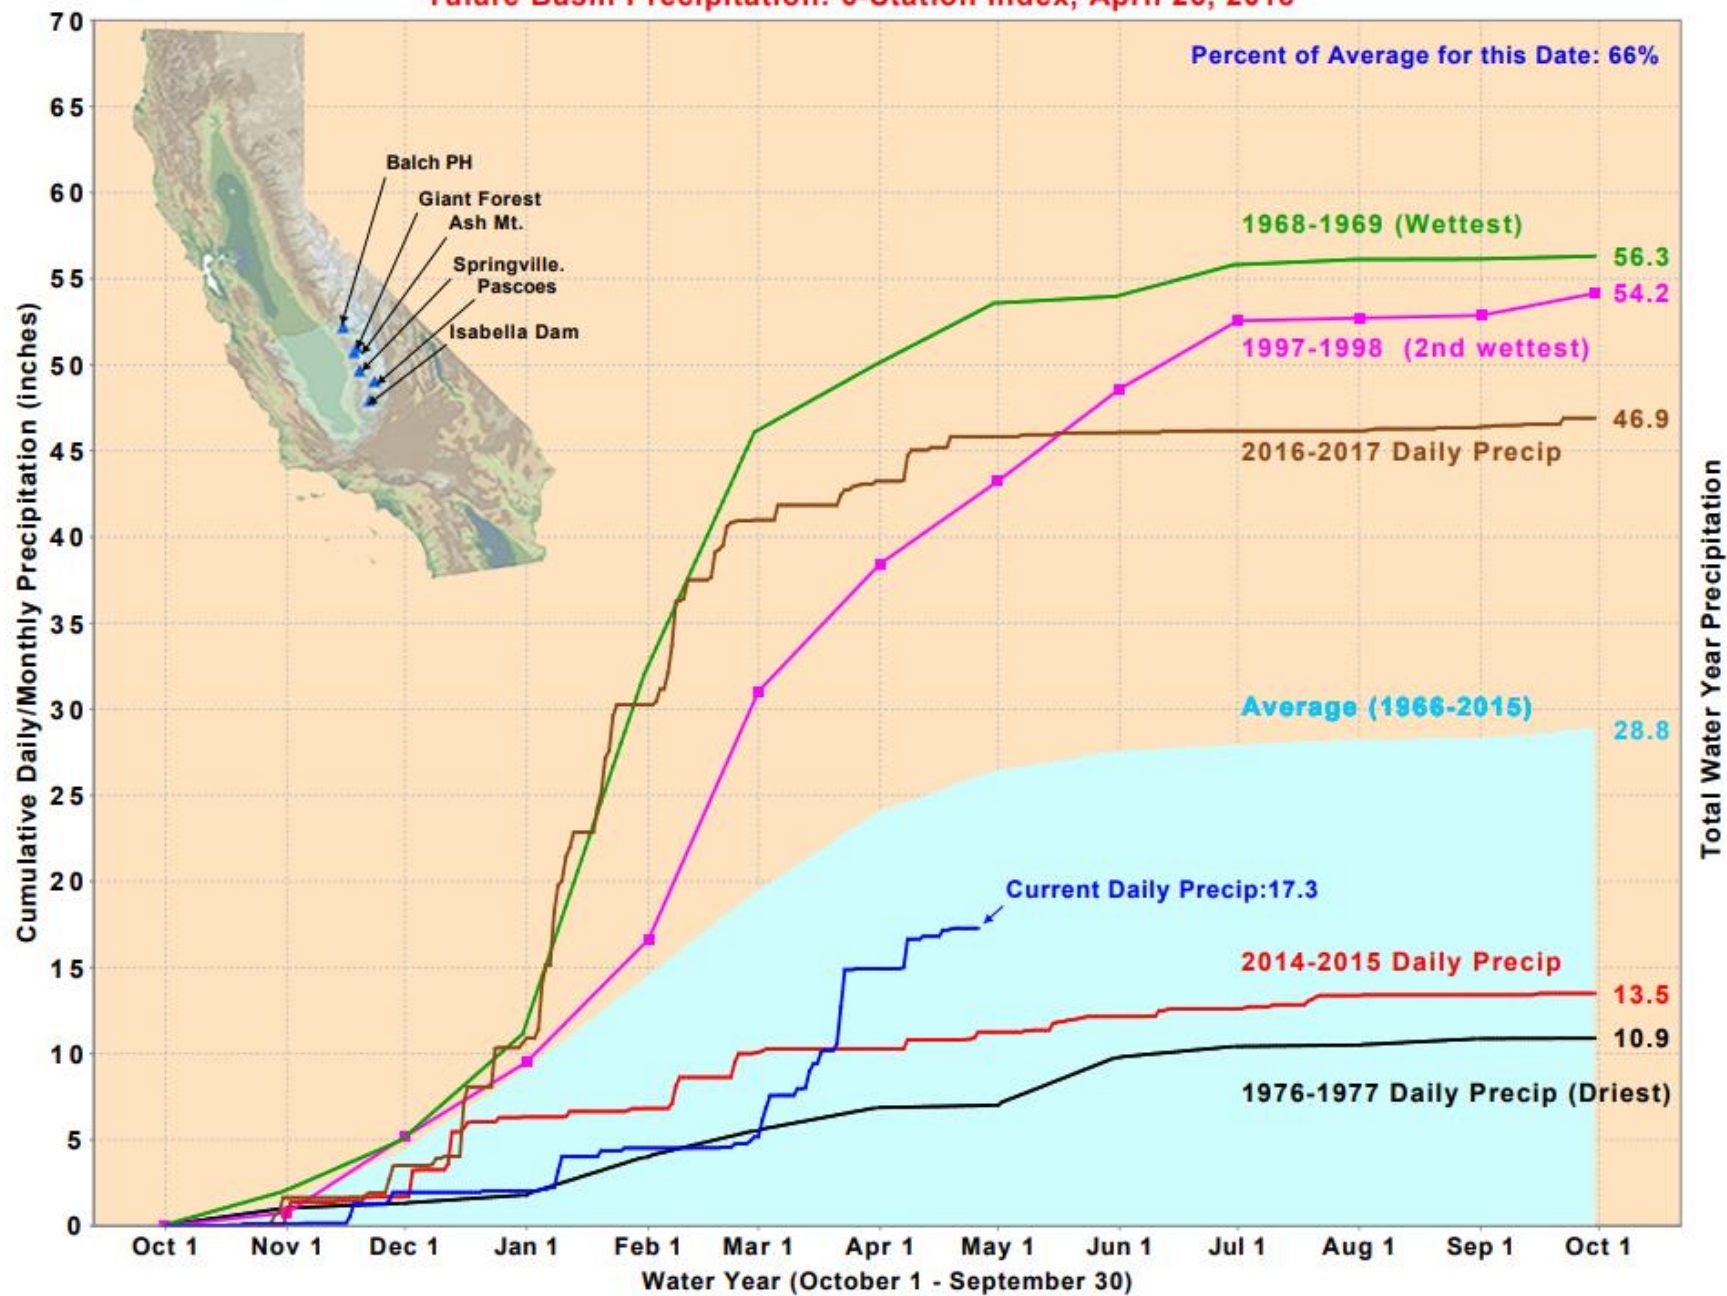 Percent of Average for this Date: 66%
70
65
60
55
50
45
40
35
30
25
20
15
10
5
0
Cumulative Daily/Monthly Precipitation (inches)
Balch PH
Giant Forest
Ash Mt.
Springville.
Pascoes
Isabella Dam
1968-1969 (Wettest)
56.3
54.2
1997-1998 (2nd wettest)
46.9
2016-2017 Daily Precip
Average (1966-2015)
28.8
Current Daily Precip:17.3
2014-2015 Daily Precip
13.5
10.9
1976-1977 Daily Precip (Driest)
Total Water Year Precipitation
Oct 1 Nov 1 Dec 1 Jan 1 Feb 1 Mar 1 Apr 1 May 1 Jun 1 Jul 1 Aug 1 Sep 1 Oct 1
Water Year (October 1 - September 30)